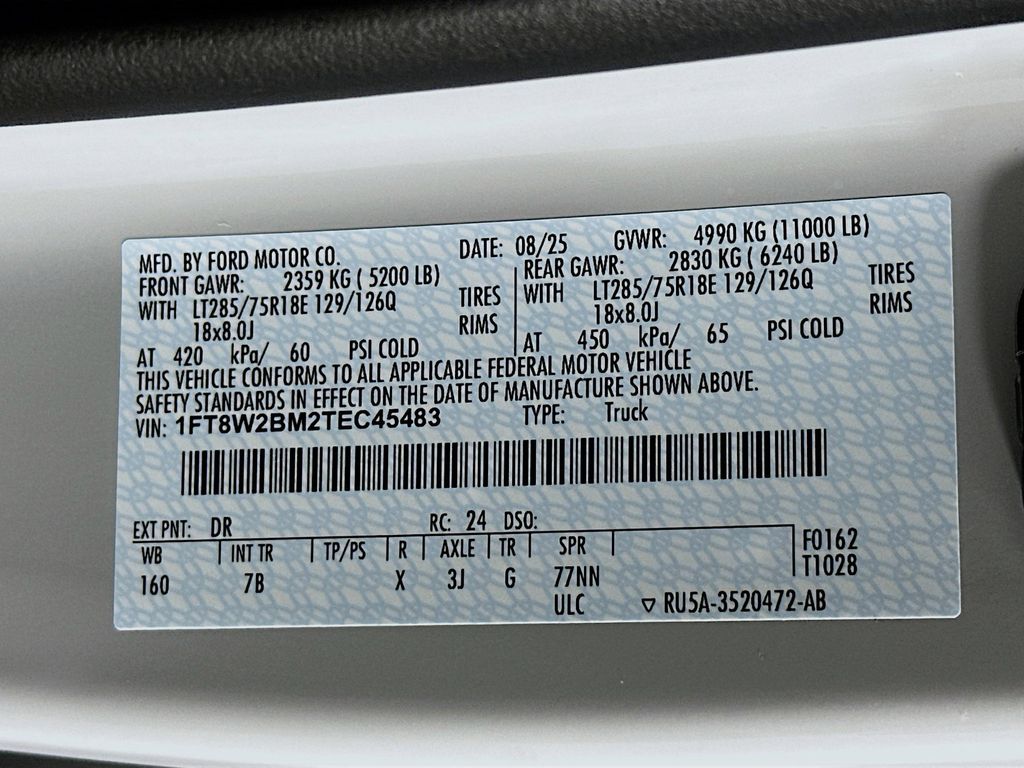 MFD. BY FORD MOTOR CO. DATE: 08/25 GVWR: 4990 KG (11000 LB)
FRONT GAWR: 2359 KG ( 5200 LB) REAR GAWR: 2830 KG ( 6240 LB)
WITH LT285/75R18E 129/126Q TIRES WITH LT285/75R18E 129/126Q TIRES
18x8.0J RIMS 18x8.0J RIMS
AT 420 kPa/ 60 PSI COLD AT 450 kPa/ 65 PSI COLD
THIS VEHICLE CONFORMS TO ALL APPLICABLE FEDERAL MOTOR VEHICLE
SAFETY STANDARDS IN EFFECT ON THE DATE OF MANUFACTURE SHOWN ABOVE.
VIN: 1FT8W2BM2TEC45483 TYPE: Truck
EXT PNT: DR RC: 24 DSO:
WB INT TR TP/PS R AXLE TR SPR F0162
160 7B X 3J G 77NN T1028
ULC ▽ RU5A-3520472-AB